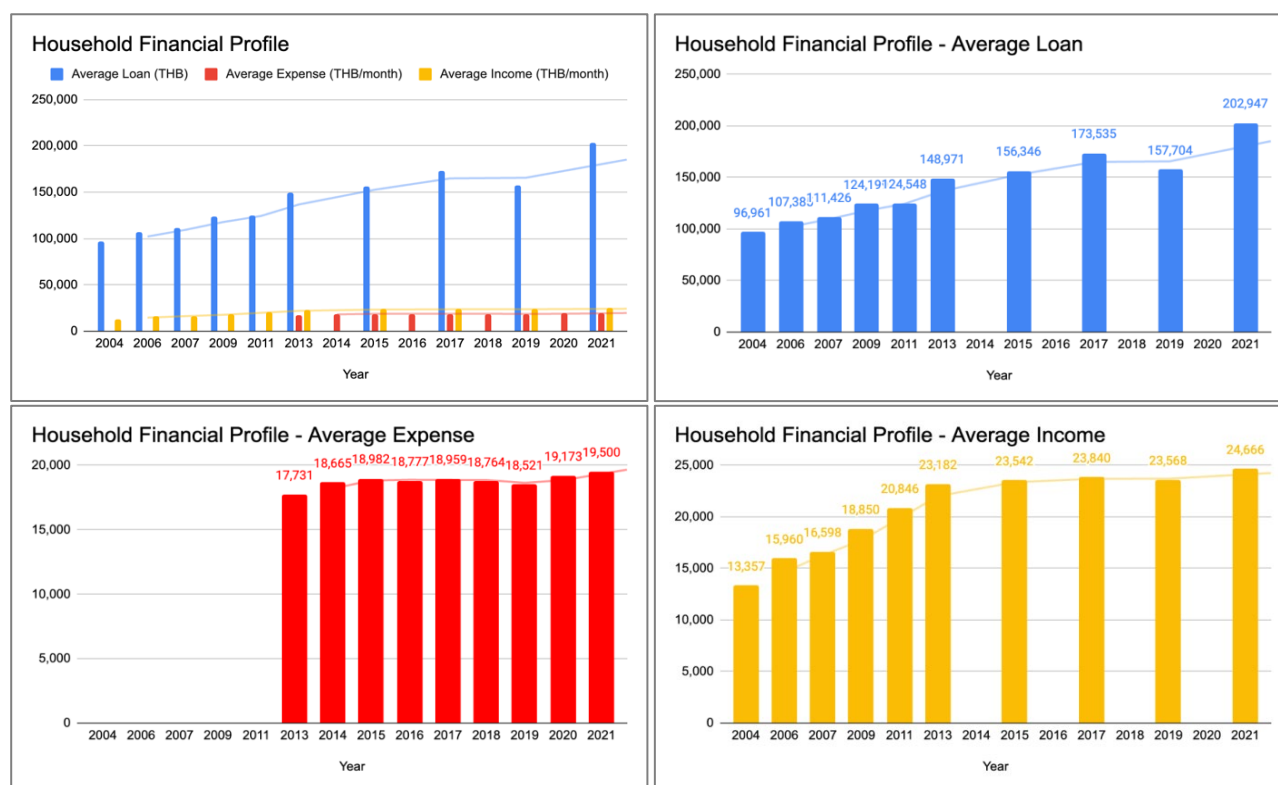 Household Financial Profile
Average Loan (THB) Average Expense (THB/month) Average Income (THB/month)
250,000
200,000
150,000
100,000
50,000
0
2004 2006 2007 2009 2011 2013 2014 2015 2016 2017 2018 2019 2020 2021
Year
Household Financial Profile - Average Loan
250,000
200,000
150,000
100,000
50,000
0
96,961 111,426 124,548 148,971 156,346 173,535 157,704 202,947
2004 2006 2007 2009 2011 2013 2014 2015 2016 2017 2018 2019 2020 2021
Year
Household Financial Profile - Average Expense
20,000
15,000
10,000
5,000
0
17,731 18,665 18,982 18,777 18,959 18,764 18,521 19,173 19,500
2004 2006 2007 2009 2011 2013 2014 2015 2016 2017 2018 2019 2020 2021
Year
Household Financial Profile - Average Income
25,000
20,000
15,000
10,000
5,000
0
13,357 15,960 16,598 18,850 20,846 23,182 23,542 23,840 23,568 24,666
2004 2006 2007 2009 2011 2013 2014 2015 2016 2017 2018 2019 2020 2021
Year